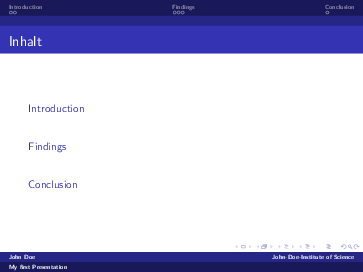 Introduction Findings Conclusion
Inhalt
Introduction
Findings
Conclusion
John Doe John-Doe-Institute of Science
My first Presentation